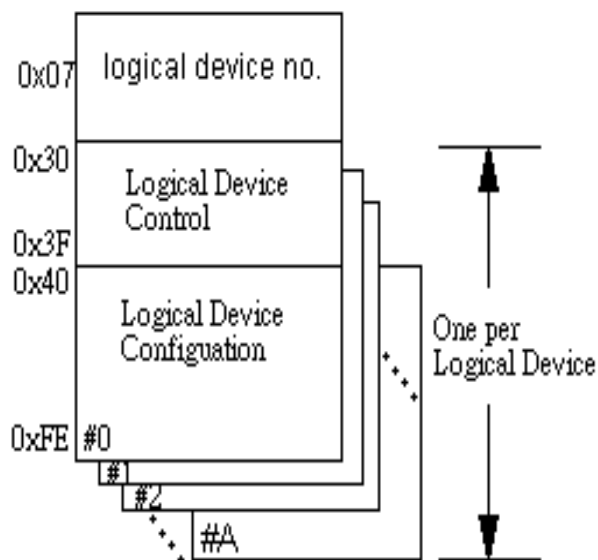 0x07
logical device no.
0x30
Logical Device
Control
0x3F
0x40
Logical Device
Configuation
One per
Logical Device
0xFE
#0
#1
#2
#A